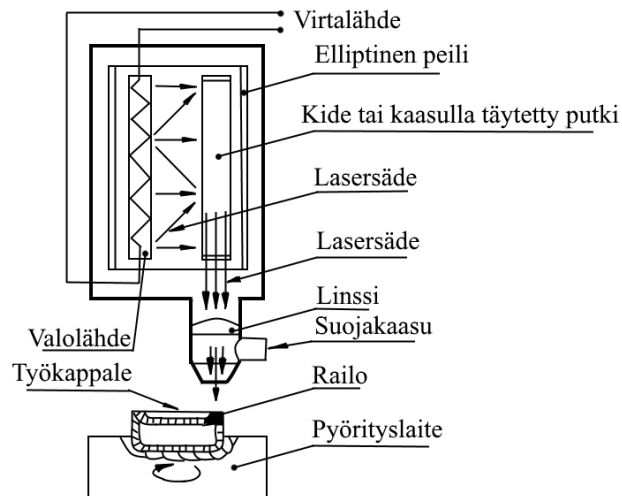 Virtalähde
Elliptinen peili
Kide tai kaasulla täytetty putki
Lasersäde
Lasersäde
Linssi
Suojakaasu
Valolähde
Työkappale
Railo
Pyörityslaite